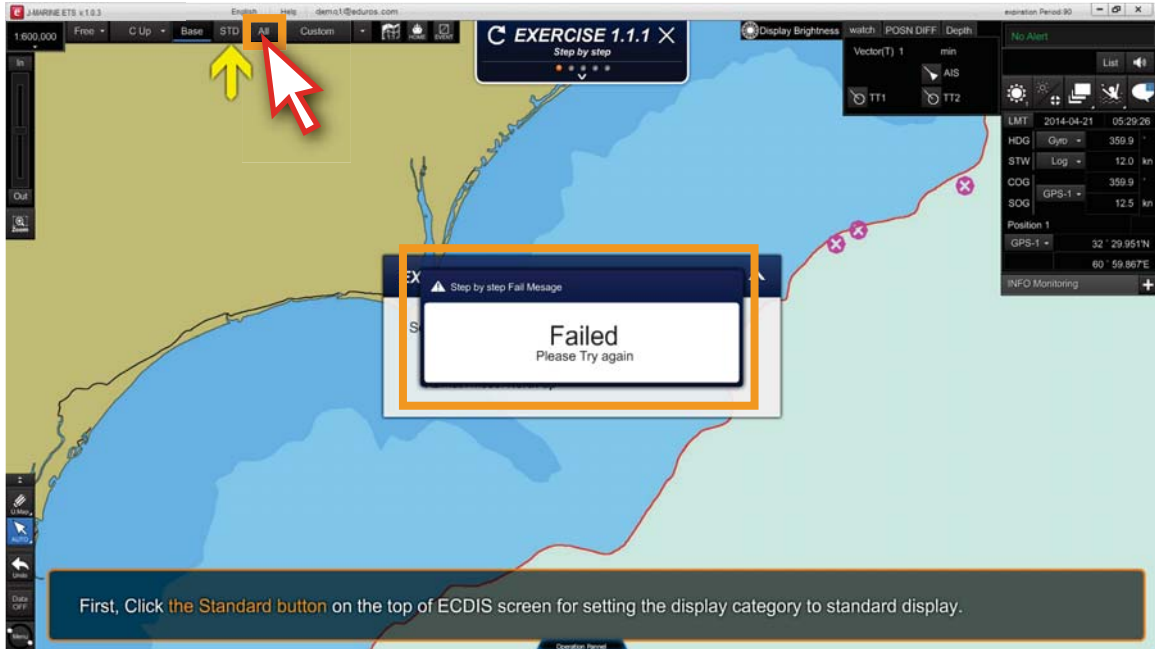 J-MARINE ETS v.1.0.3 English Help demo1@eduros.com expiration Period:90
1:600,000 Free C Up Base STD All Custom HOME EVENT
C EXERCISE 1.1.1 ×
Step by step
Display Brightness watch POSN DIFF Depth
Vector(T) 1 min
AIS
TT1 TT2
No Alert
List
LMT 2014-04-21 05:29:26
HDG Gyro 359.9 °
STW Log 12.0 kn
COG GPS-1 359.9 °
SOG 12.5 kn
Position 1
GPS-1 32 ° 29.951'N
60 ° 59.867'E
INFO Monitoring +
In
Out
Zoom
EX
Step by step Fail Mesage
Failed
Please Try again
U.Map
AUTO
Undo
Data
OFF
Menu
First, Click the Standard button on the top of ECDIS screen for setting the display category to standard display.
Operation Pannel